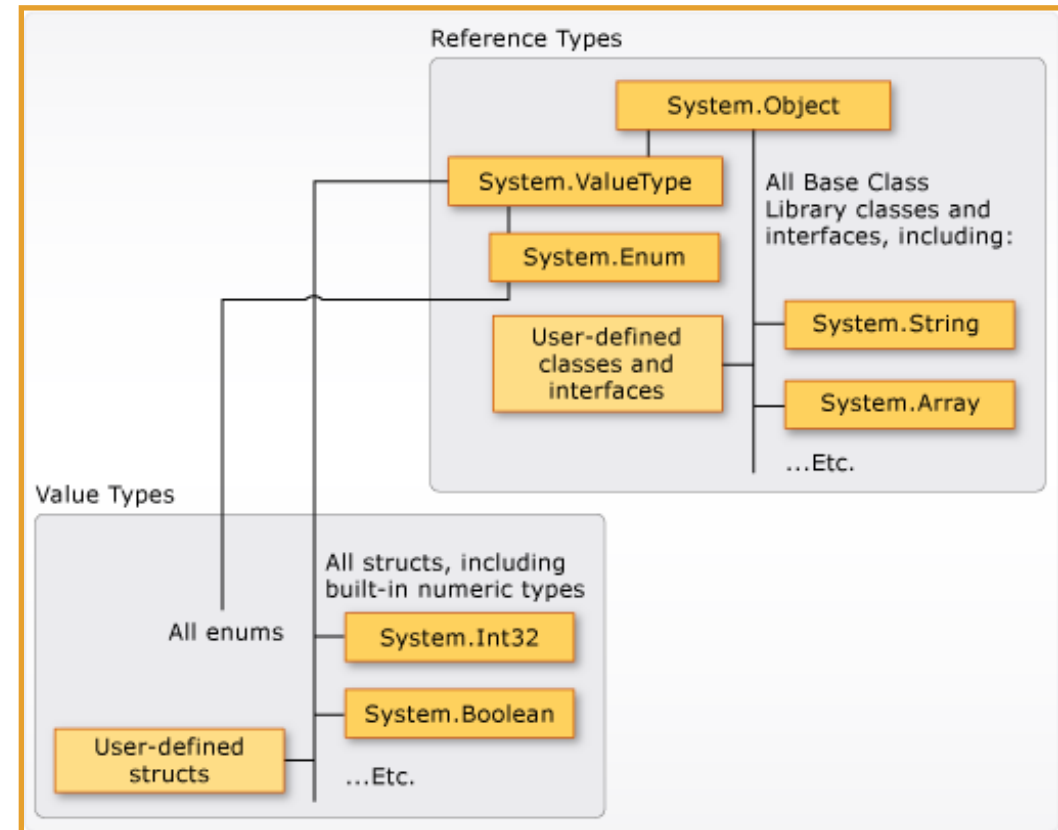 Reference Types
System.Object
System.ValueType
All Base Class
Library classes and
interfaces, including:
System.Enum
System.String
User-defined
classes and
interfaces
System.Array
...Etc.
Value Types
All structs, including
built-in numeric types
All enums
System.Int32
System.Boolean
User-defined
structs
...Etc.